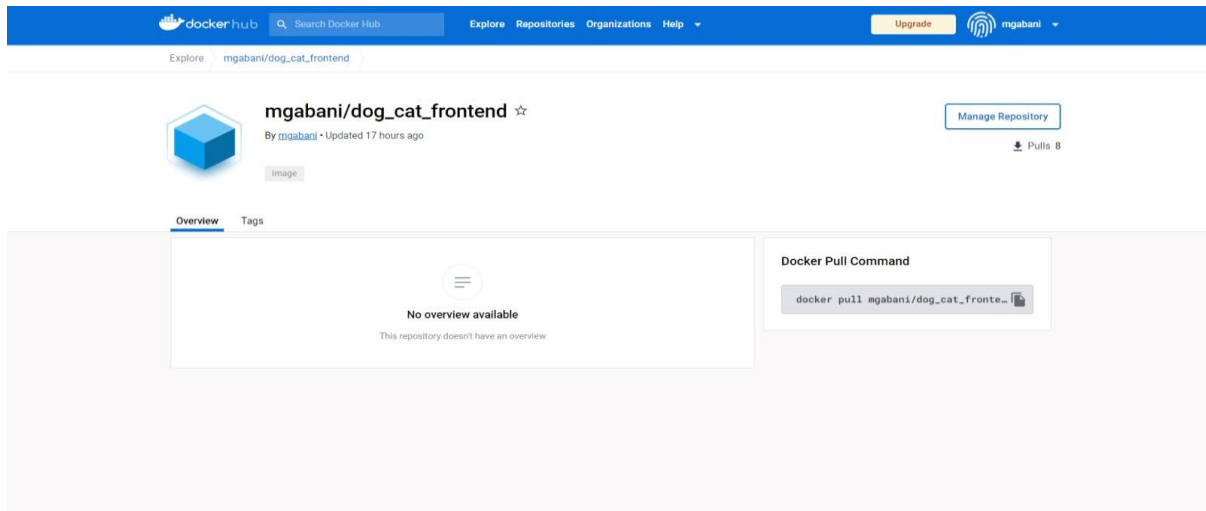 dockerhub Search Docker Hub Explore Repositories Organizations Help Upgrade mgabani
Explore mgabani/dog_cat_frontend
mgabani/dog_cat_frontend
By mgabani • Updated 17 hours ago
Manage Repository
Pulls 8
Image
Overview Tags
No overview available
This repository doesn't have an overview
Docker Pull Command
docker pull mgabani/dog_cat_fronte…